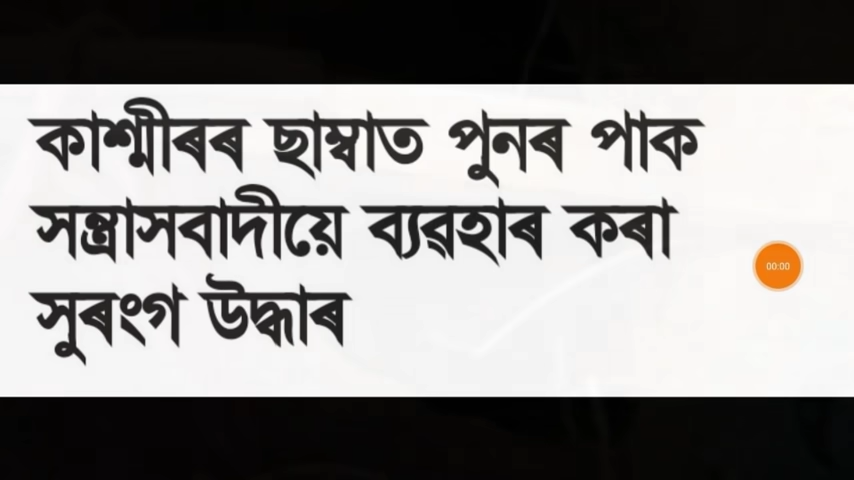 কাশ্মীৰৰ ছাম্বাত পুনৰ পাক
সন্ত্ৰাসবাদীয়ে ব্যৱহাৰ কৰা
সুৰংগ উদ্ধাৰ
00:00